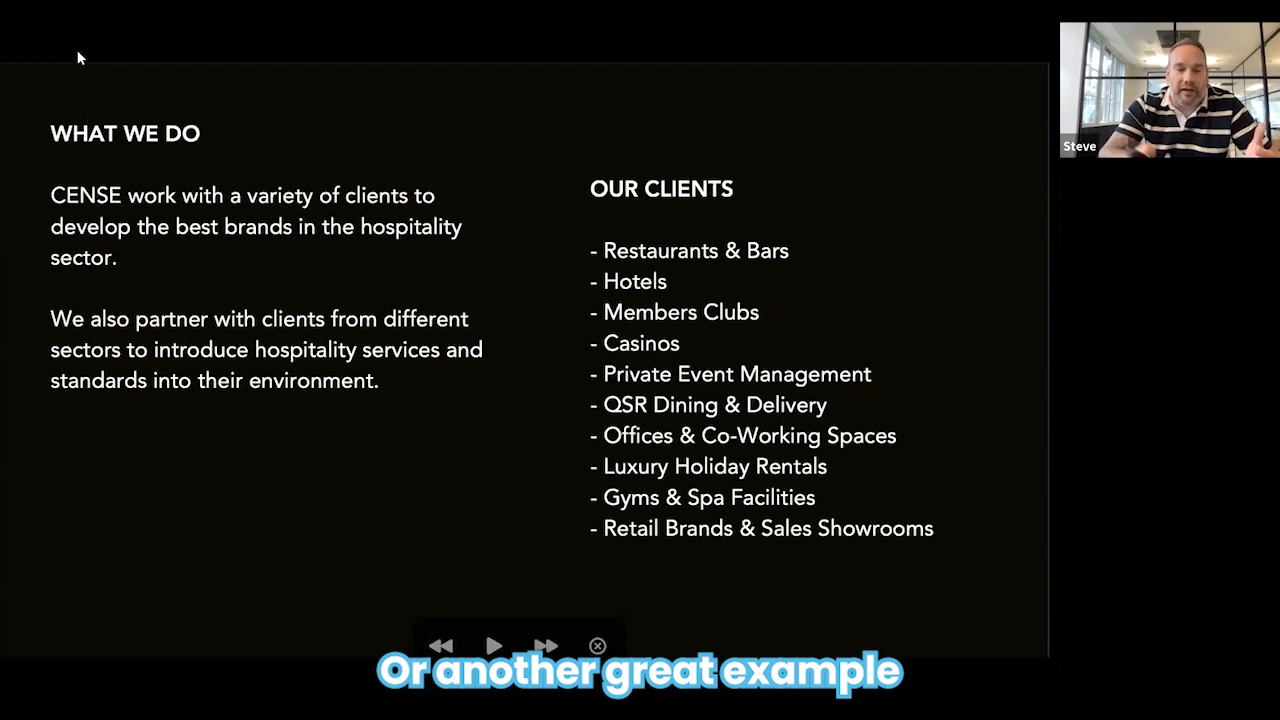 WHAT WE DO
CENSE work with a variety of clients to
develop the best brands in the hospitality
sector.
We also partner with clients from different
sectors to introduce hospitality services and
standards into their environment.
OUR CLIENTS
- Restaurants & Bars
- Hotels
- Members Clubs
- Casinos
- Private Event Management
- QSR Dining & Delivery
- Offices & Co-Working Spaces
- Luxury Holiday Rentals
- Gyms & Spa Facilities
- Retail Brands & Sales Showrooms
Steve
Or another great example